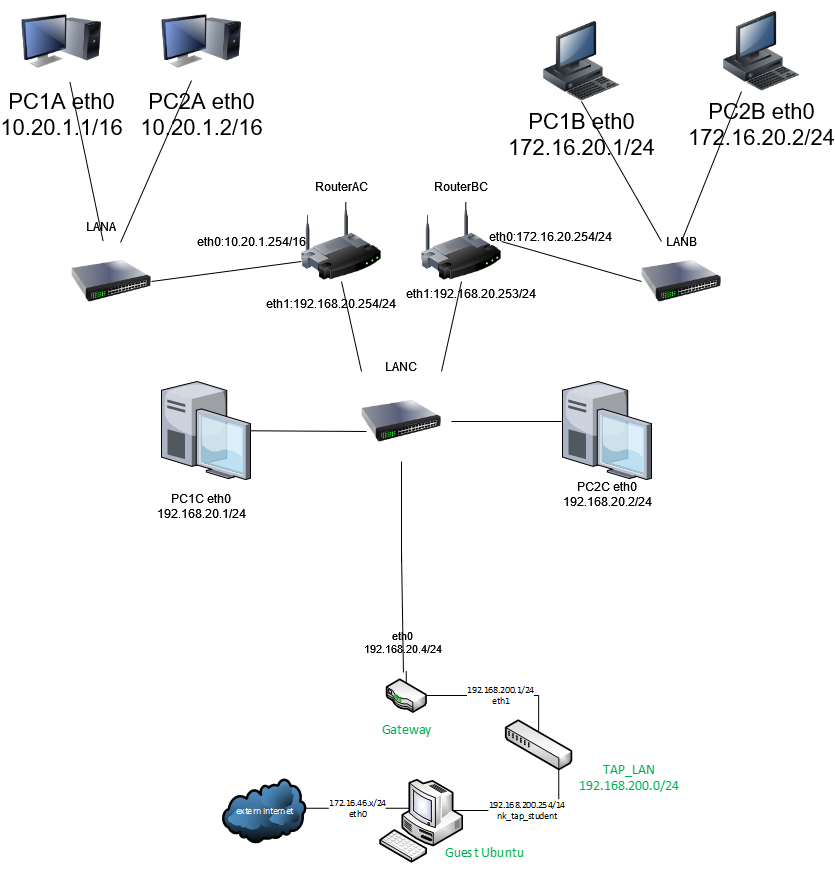 PC1A eth0
10.20.1.1/16
PC2A eth0
10.20.1.2/16
PC1B eth0
172.16.20.1/24
PC2B eth0
172.16.20.2/24
RouterAC
RouterBC
LANA
eth0:10.20.1.254/16
eth0:172.16.20.254/24
LANB
eth1:192.168.20.254/24
eth1:192.168.20.253/24
LANC
PC1C eth0
192.168.20.1/24
PC2C eth0
192.168.20.2/24
eth0
192.168.20.4/24
192.168.200.1/24
eth1
Gateway
TAP_LAN
192.168.200.0/24
extern internet
172.16.46.x/24
eth0
192.168.200.254/14
nk_tap_student
Guest Ubuntu